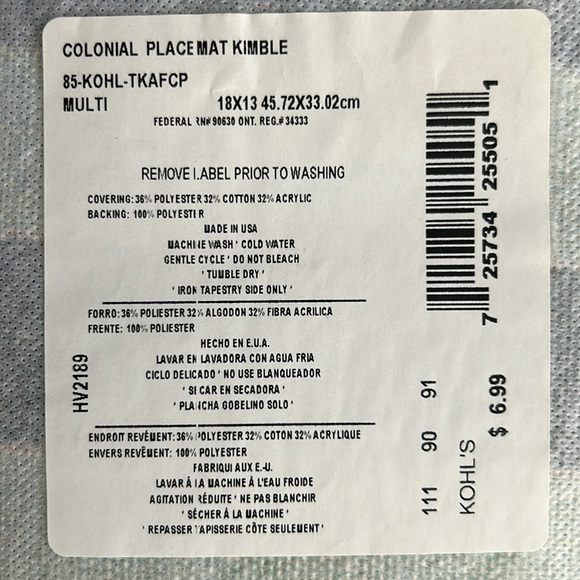 COLONIAL PLACEMAT KIMBLE
85-KOHL-TKAFCP
MULTI 18X13 45.72X33.02cm
FEDERAL RN# 90630 ONT. REG.# 34333
REMOVE LABEL PRIOR TO WASHING
COVERING: 36% POLYESTER 32% COTTON 32% ACRYLIC
BACKING: 100% POLYESTER
MADE IN USA
MACHINE WASH * COLD WATER
GENTLE CYCLE * DO NOT BLEACH
* TUMBLE DRY *
* IRON TAPESTRY SIDE ONLY *
FORRO: 36% POLIESTER 32% ALGODON 32% FIBRA ACRILICA
FRENTE: 100% POLIESTER
HECHO EN E.U.A.
LAVAR EN LAVADORA CON AGUA FRIA
CICLO DELICADO * NO USE BLANQUEADOR
* SICAR EN SECADORA *
* PLANCHA GOBELINO SOLO *
ENDROIT REVÊUENT: 36% POLYESTER 32% COTON 32% ACRYLIQUE
ENVERS REVÊUENT: 100% POLYESTER
FABRIQUI AUX E.-U.
LAVAR Á LA MACHINE À L'EAU FROIDE
AGITATION RÉDUITE * NE PAS BLANCHIR
* SÉCHER Á LA MACHINE *
* REPASSER TAPISSERIE CÔTE SEULEMENT *
HV2189
7 25734 25505 1
111 90 91
KOHL'S
$ 6.99